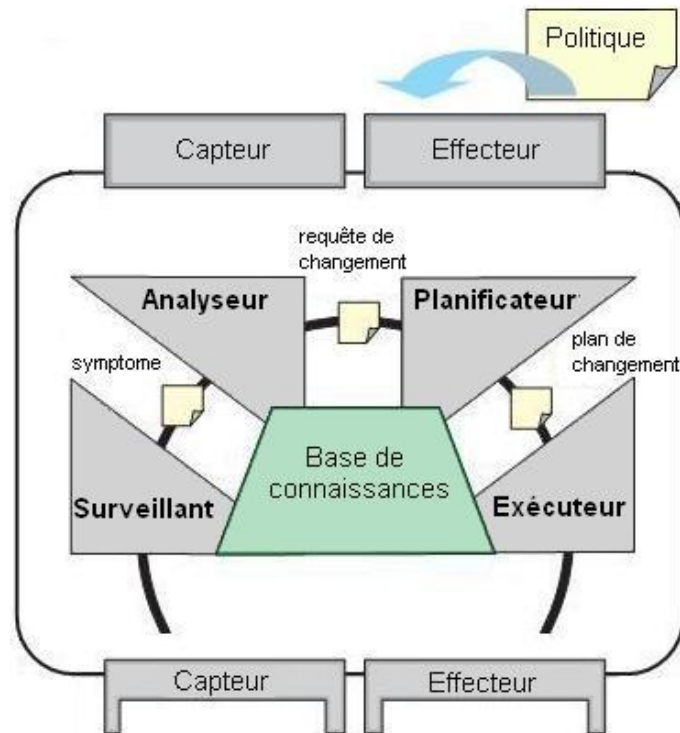 Politique
Capteur
Effecteur
requête de
changement
Analyseur
Planificateur
symptome
plan de
changement
Base de
connaissances
Surveillant
Exécuteur
Capteur
Effecteur